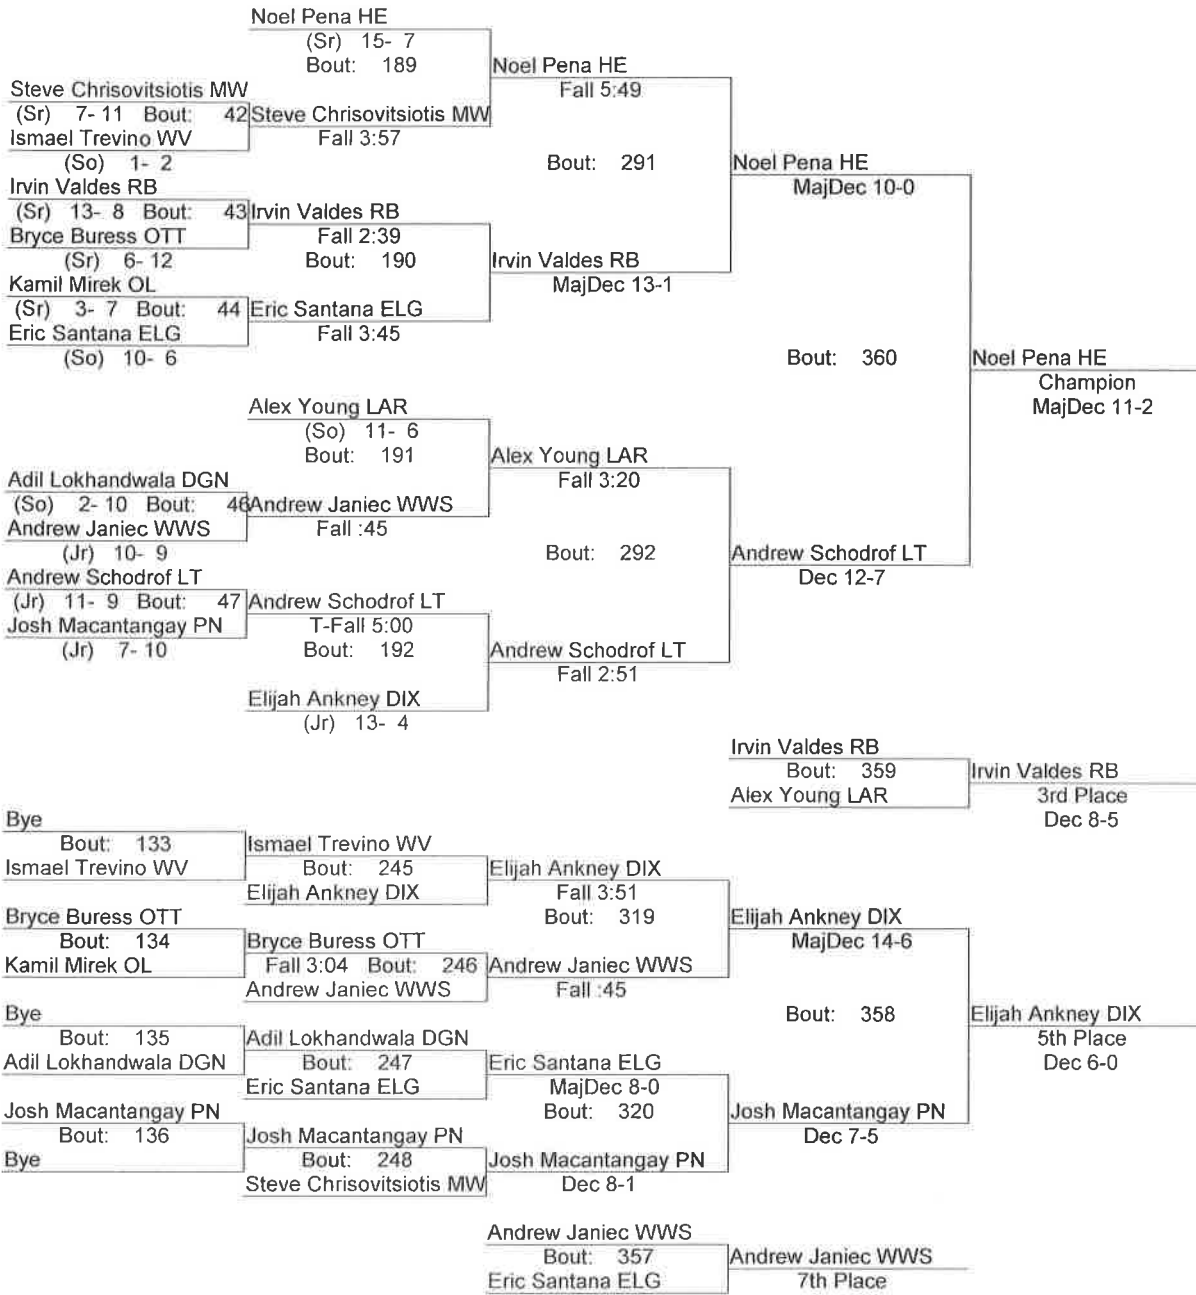 Noel Pena HE
(Sr) 15- 7
Bout: 189
Noel Pena HE
Fall 5:49
Steve Chrisovitsiotis MW
(Sr) 7- 11 Bout: 42
Steve Chrisovitsiotis MW
Ismael Trevino WV
Fall 3:57
(So) 1- 2
Bout: 291
Noel Pena HE
MajDec 10-0
Irvin Valdes RB
(Sr) 13- 8 Bout: 43
Irvin Valdes RB
Bryce Buress OTT
Fall 2:39
(Sr) 6- 12
Bout: 190
Irvin Valdes RB
MajDec 13-1
Kamil Mirek OL
(Sr) 3- 7 Bout: 44
Eric Santana ELG
Eric Santana ELG
Fall 3:45
(So) 10- 6
Bout: 360
Noel Pena HE
Champion
MajDec 11-2
Alex Young LAR
(So) 11- 6
Bout: 191
Alex Young LAR
Fall 3:20
Adil Lokhandwala DGN
(So) 2- 10 Bout: 46
Andrew Janiec WWS
Andrew Janiec WWS
Fall :45
(Jr) 10- 9
Bout: 292
Andrew Schodrof LT
Dec 12-7
Andrew Schodrof LT
(Jr) 11- 9 Bout: 47
Andrew Schodrof LT
Josh Macantangay PN
T-Fall 5:00
(Jr) 7- 10
Bout: 192
Andrew Schodrof LT
Fall 2:51
Elijah Ankney DIX
(Jr) 13- 4
Irvin Valdes RB
Bout: 359
Irvin Valdes RB
Alex Young LAR
3rd Place
Dec 8-5
Bye
Bout: 133
Ismael Trevino WV
Ismael Trevino WV
Bout: 245
Elijah Ankney DIX
Elijah Ankney DIX
Fall 3:51
Bryce Buress OTT
Bout: 319
Elijah Ankney DIX
MajDec 14-6
Bout: 134
Bryce Buress OTT
Kamil Mirek OL
Fall 3:04 Bout: 246
Andrew Janiec WWS
Andrew Janiec WWS
Fall :45
Bye
Bout: 358
Elijah Ankney DIX
5th Place
Dec 6-0
Bout: 135
Adil Lokhandwala DGN
Adil Lokhandwala DGN
Bout: 247
Eric Santana ELG
Eric Santana ELG
MajDec 8-0
Josh Macantangay PN
Bout: 320
Josh Macantangay PN
Dec 7-5
Bout: 136
Josh Macantangay PN
Bye
Bout: 248
Josh Macantangay PN
Steve Chrisovitsiotis MW
Dec 8-1
Andrew Janiec WWS
Bout: 357
Andrew Janiec WWS
Eric Santana ELG
7th Place